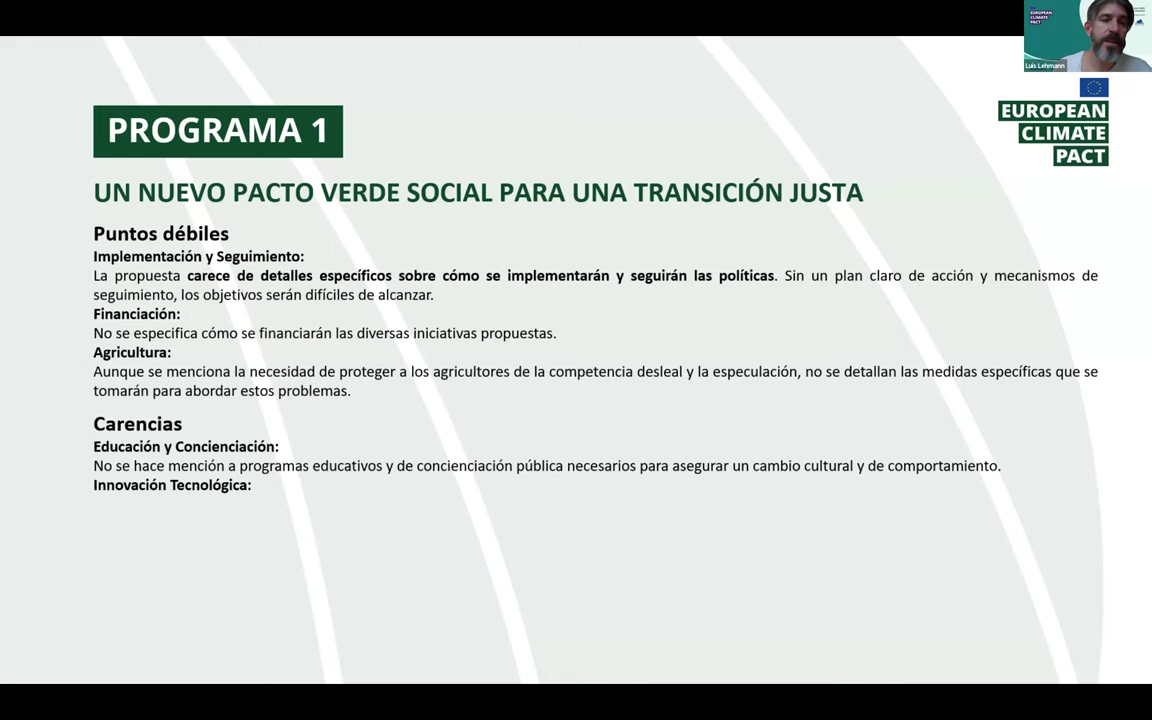 EUROPEAN
CLIMATE
PACT
Luis Lehmann
EUROPEAN
CLIMATE
PACT
PROGRAMA 1
UN NUEVO PACTO VERDE SOCIAL PARA UNA TRANSICIÓN JUSTA
Puntos débiles
Implementación y Seguimiento:
La propuesta carece de detalles específicos sobre cómo se implementarán y seguirán las políticas. Sin un plan claro de acción y mecanismos de
seguimiento, los objetivos serán difíciles de alcanzar.
Financiación:
No se especifica cómo se financiarán las diversas iniciativas propuestas.
Agricultura:
Aunque se menciona la necesidad de proteger a los agricultores de la competencia desleal y la especulación, no se detallan las medidas específicas que se
tomarán para abordar estos problemas.
Carencias
Educación y Concienciación:
No se hace mención a programas educativos y de concienciación pública necesarios para asegurar un cambio cultural y de comportamiento.
Innovación Tecnológica: